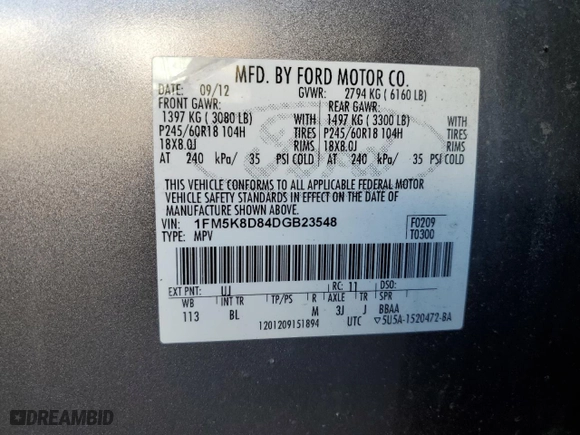 MFD. BY FORD MOTOR CO.
DATE: 09/12 GVWR: 2794 KG ( 6160 LB)
FRONT GAWR: REAR GAWR:
1397 KG ( 3080 LB) 1497 KG ( 3300 LB)
P245/60R18 104H WITH TIRES P245/60R18 104H WITH TIRES
18X8.0J RIMS 18X8.0J RIMS
AT 240 kPa/ 35 PSI COLD AT 240 kPa/ 35 PSI COLD
THIS VEHICLE CONFORMS TO ALL APPLICABLE FEDERAL MOTOR
VEHICLE SAFETY STANDARDS IN EFFECT ON THE DATE OF
MANUFACTURE SHOWN ABOVE.
VIN: 1FM5K8D84DGB23548 F0209
TYPE: MPV T0300
EXT PNT: UJ RC: 11 DSO:
WB INT TR TP/PS R AXLE TR SPR
113 BL M 3J J BBAA
1201209151894 UTC ▽5U5A-1520472-BA
DREAMBID